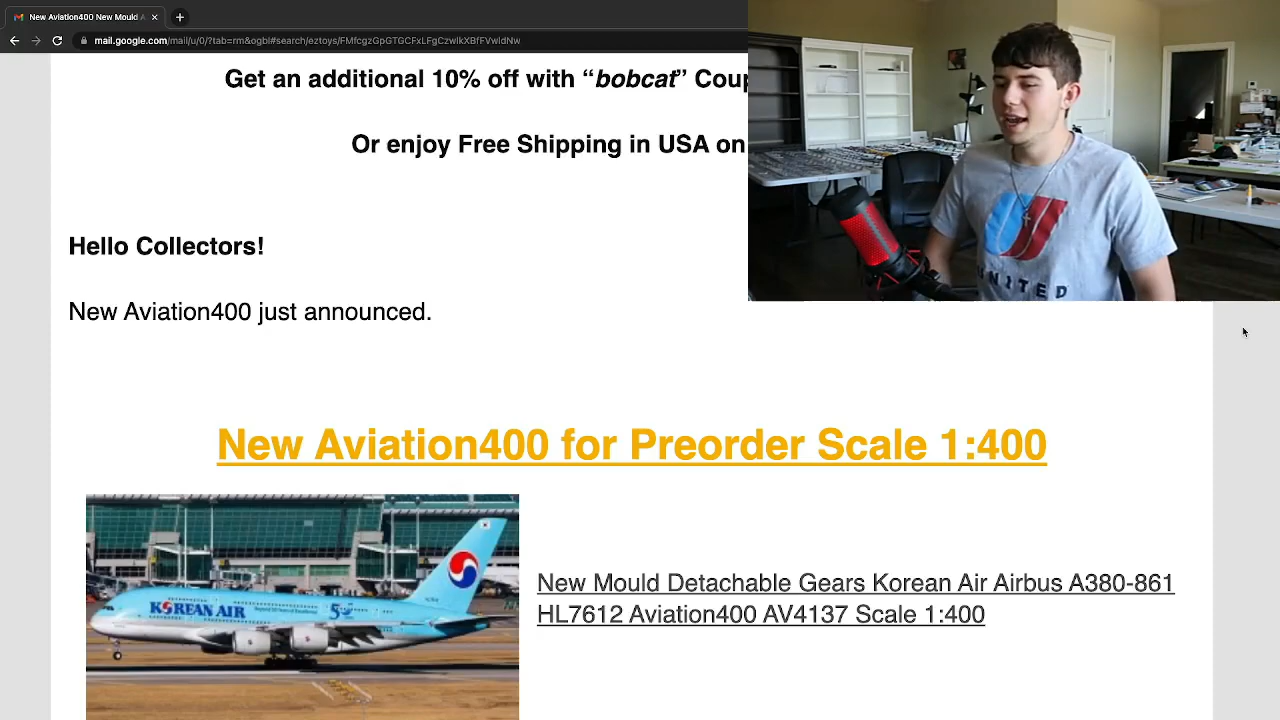 New Aviation400 New Mould A
mail.google.com/mail/u/0/?tab=rm&ogbl#search/eztoys/FMfcgzGpGTGCFxLFgCzwlkXBfFVwldNw
Get an additional 10% off with “bobcat” Coup
Or enjoy Free Shipping in USA on
Hello Collectors!
New Aviation400 just announced.
UNITED
New Aviation400 for Preorder Scale 1:400
KOREAN AIR
50
New Mould Detachable Gears Korean Air Airbus A380-861
HL7612 Aviation400 AV4137 Scale 1:400